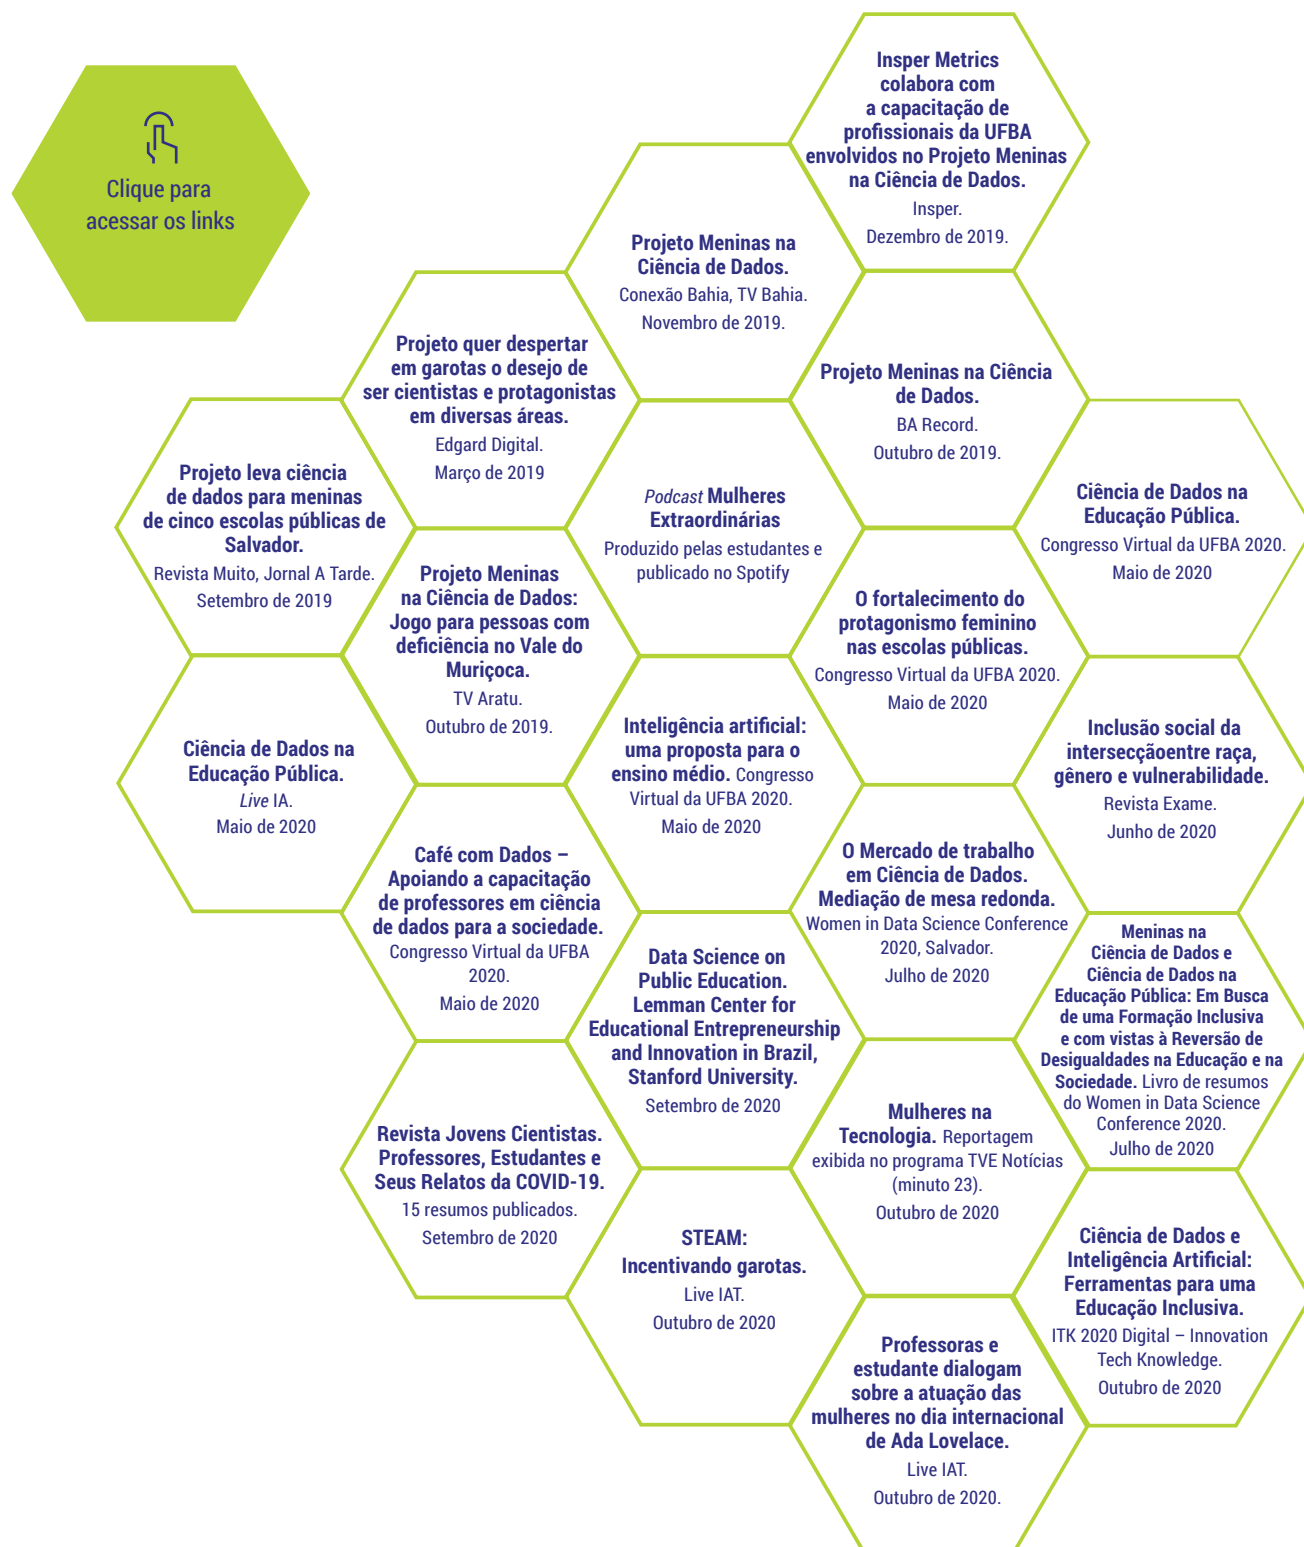 Clique para
acessar os links
Insper Metrics
colabora com
a capacitação de
profissionais da UFBA
envolvidos no Projeto Meninas
na Ciência de Dados.
Insper.
Dezembro de 2019.
Projeto Meninas na
Ciência de Dados.
Conexão Bahia, TV Bahia.
Novembro de 2019.
Projeto quer despertar
em garotas o desejo de
ser cientistas e protagonistas
em diversas áreas.
Edgard Digital.
Março de 2019
Projeto Meninas na Ciência
de Dados.
BA Record.
Outubro de 2019.
Projeto leva ciência
de dados para meninas
de cinco escolas públicas de
Salvador.
Revista Muito, Jornal A Tarde.
Setembro de 2019
Podcast Mulheres
Extraordinárias
Produzido pelas estudantes e
publicado no Spotify
Ciência de Dados na
Educação Pública.
Congresso Virtual da UFBA 2020.
Maio de 2020
Projeto Meninas
na Ciência de Dados:
Jogo para pessoas com
deficiência no Vale do
Muriçoca.
TV Aratu.
Outubro de 2019.
O fortalecimento do
protagonismo feminino
nas escolas públicas.
Congresso Virtual da UFBA 2020.
Maio de 2020
Ciência de Dados na
Educação Pública.
Live IA.
Maio de 2020
Inteligência artificial:
uma proposta para o
ensino médio. Congresso
Virtual da UFBA 2020.
Maio de 2020
Inclusão social da
intersecçãoentre raça,
gênero e vulnerabilidade.
Revista Exame.
Junho de 2020
Café com Dados –
Apoiando a capacitação
de professores em ciência
de dados para a sociedade.
Congresso Virtual da UFBA
2020.
Maio de 2020
O Mercado de trabalho
em Ciência de Dados.
Mediação de mesa redonda.
Women in Data Science Conference
2020, Salvador.
Julho de 2020
Data Science on
Public Education.
Lemman Center for
Educational Entrepreneurship
and Innovation in Brazil,
Stanford University.
Setembro de 2020
Meninas na
Ciência de Dados e
Ciência de Dados na
Educação Pública: Em Busca
de uma Formação Inclusiva
e com vistas à Reversão de
Desigualdades na Educação e na
Sociedade. Livro de resumos
do Women in Data Science
Conference 2020.
Julho de 2020
Revista Jovens Cientistas.
Professores, Estudantes e
Seus Relatos da COVID-19.
15 resumos publicados.
Setembro de 2020
Mulheres na
Tecnologia. Reportagem
exibida no programa TVE Notícias
(minuto 23).
Outubro de 2020
STEAM:
Incentivando garotas.
Live IAT.
Outubro de 2020
Ciência de Dados e
Inteligência Artificial:
Ferramentas para uma
Educação Inclusiva.
ITK 2020 Digital – Innovation
Tech Knowledge.
Outubro de 2020
Professoras e
estudante dialogam
sobre a atuação das
mulheres no dia internacional
de Ada Lovelace.
Live IAT.
Outubro de 2020.